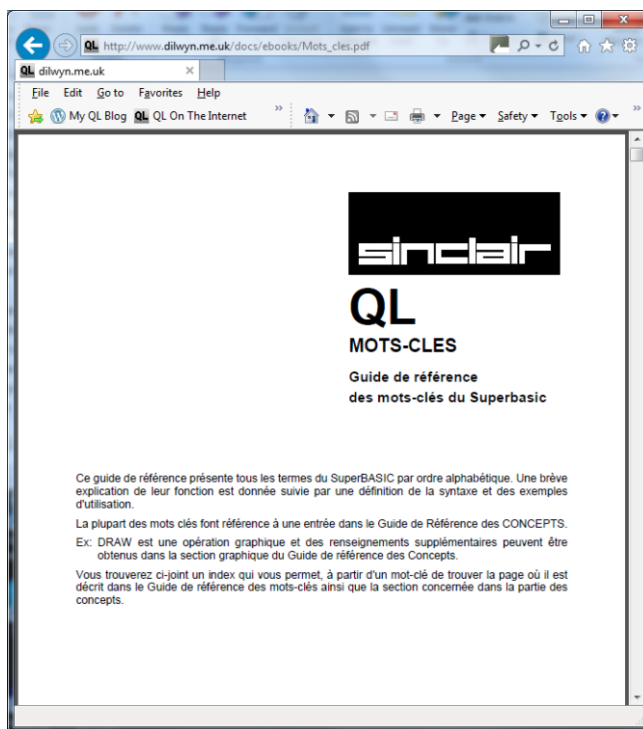 QL http://www.dilwyn.me.uk/docs/ebooks/Mots_cles.pdf
QL dilwyn.me.uk
File Edit Go to Favorites Help
My QL Blog QL QL On The Internet » Page Safety Tools »
sinclair
QL
MOTS-CLES
Guide de référence
des mots-clés du Superbasic
Ce guide de référence présente tous les termes du SuperBASIC par ordre alphabétique. Une brève
explication de leur fonction est donnée suivie par une définition de la syntaxe et des exemples
d'utilisation.
La plupart des mots clés font référence à une entrée dans le Guide de Référence des CONCEPTS.
Ex: DRAW est une opération graphique et des renseignements supplémentaires peuvent être
obtenus dans la section graphique du Guide de référence des Concepts.
Vous trouverez ci-joint un index qui vous permet, à partir d'un mot-clé de trouver la page où il est
décrit dans le Guide de référence des mots-clés ainsi que la section concernée dans la partie des
concepts.